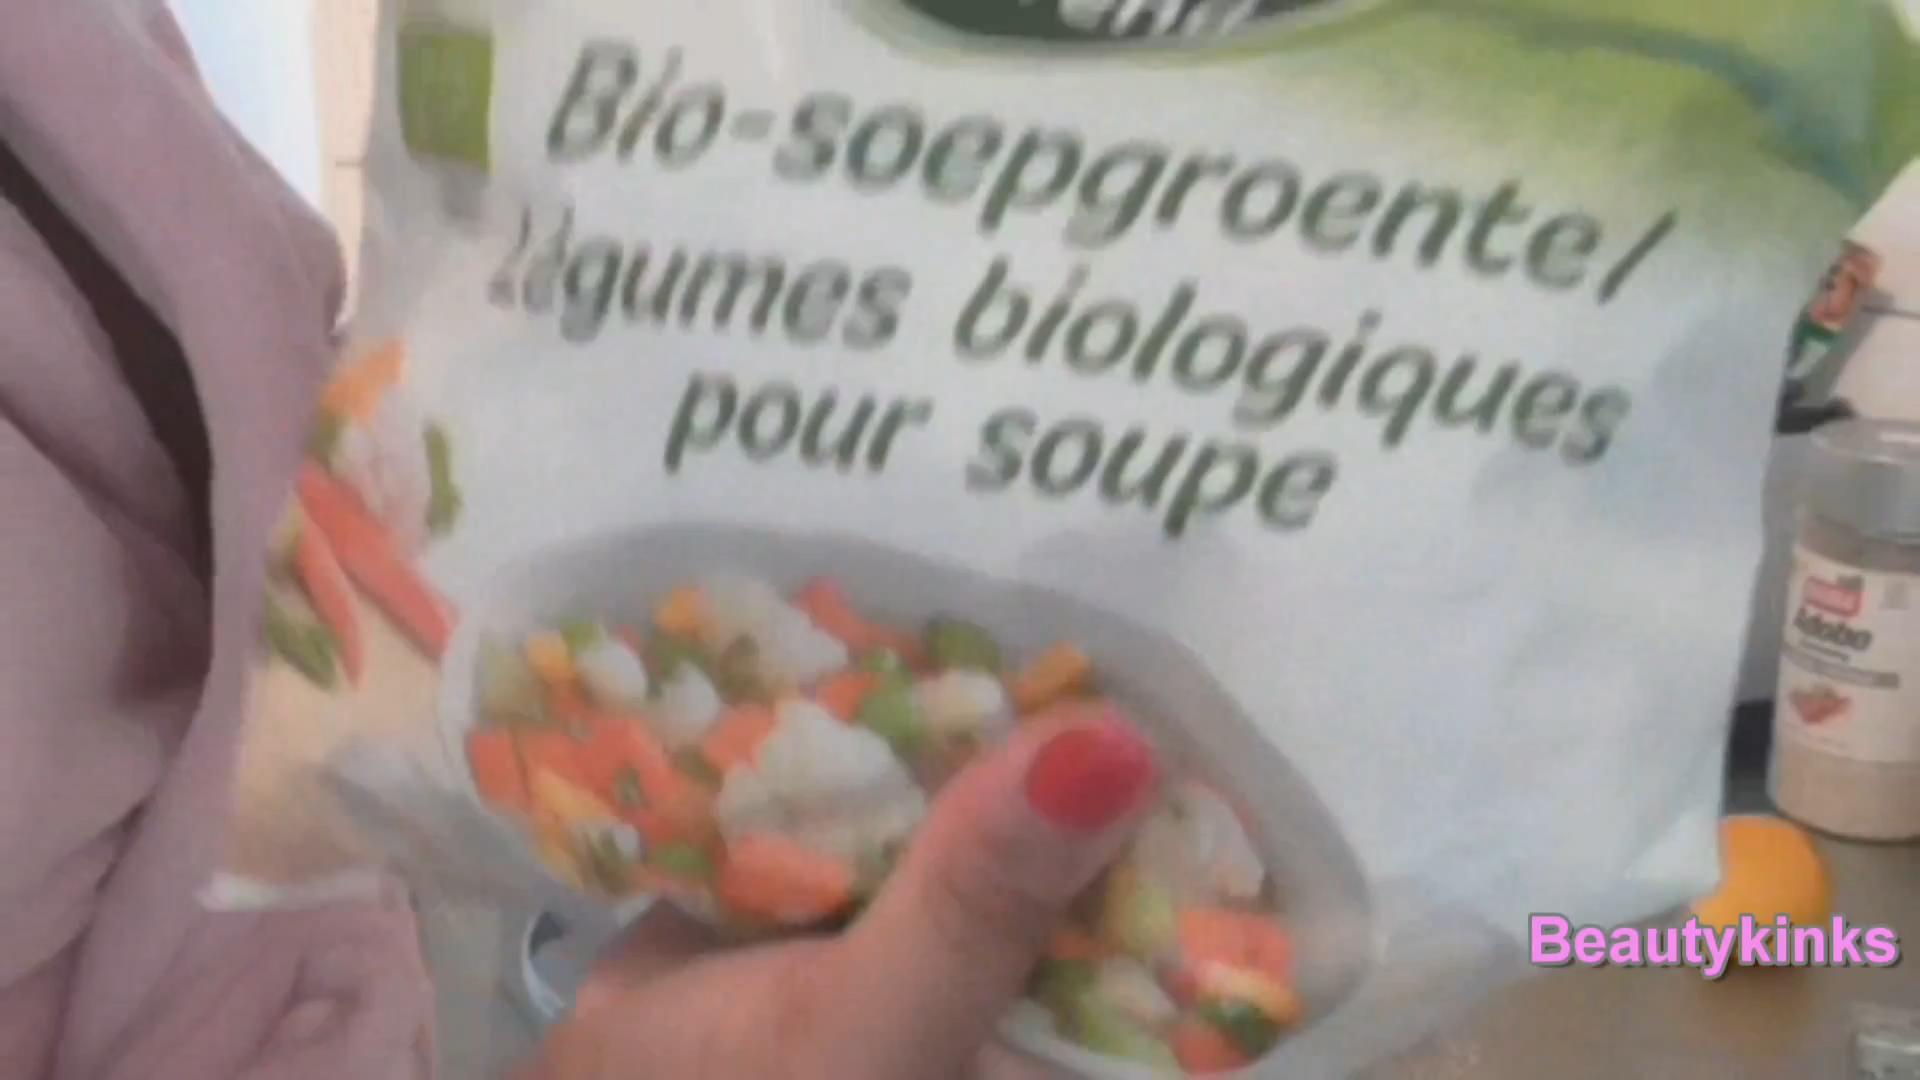 Bio-soepgroente/
légumes biologiques
pour soupe
Adobo
Beautykinks